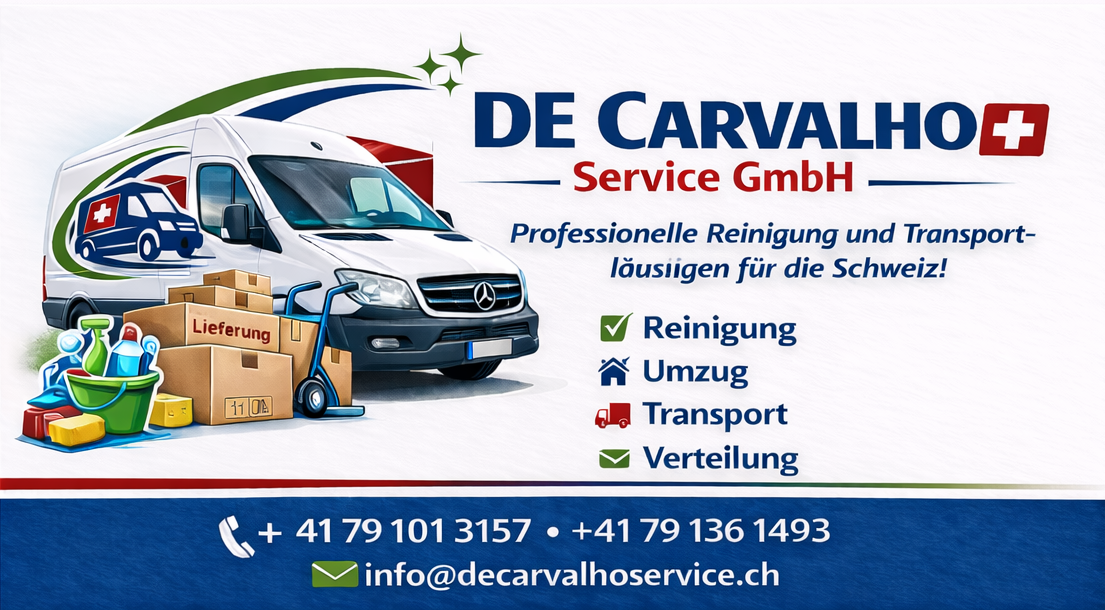 DE CARVALHO
Service GmbH
Professionelle Reinigung und Transport-
für die Schweiz!
Reinigung
Umzug
Transport
Verteilung
Lieferung
+ 41 79 101 3157 • +41 79 136 1493
info@decarvalhoservice.ch